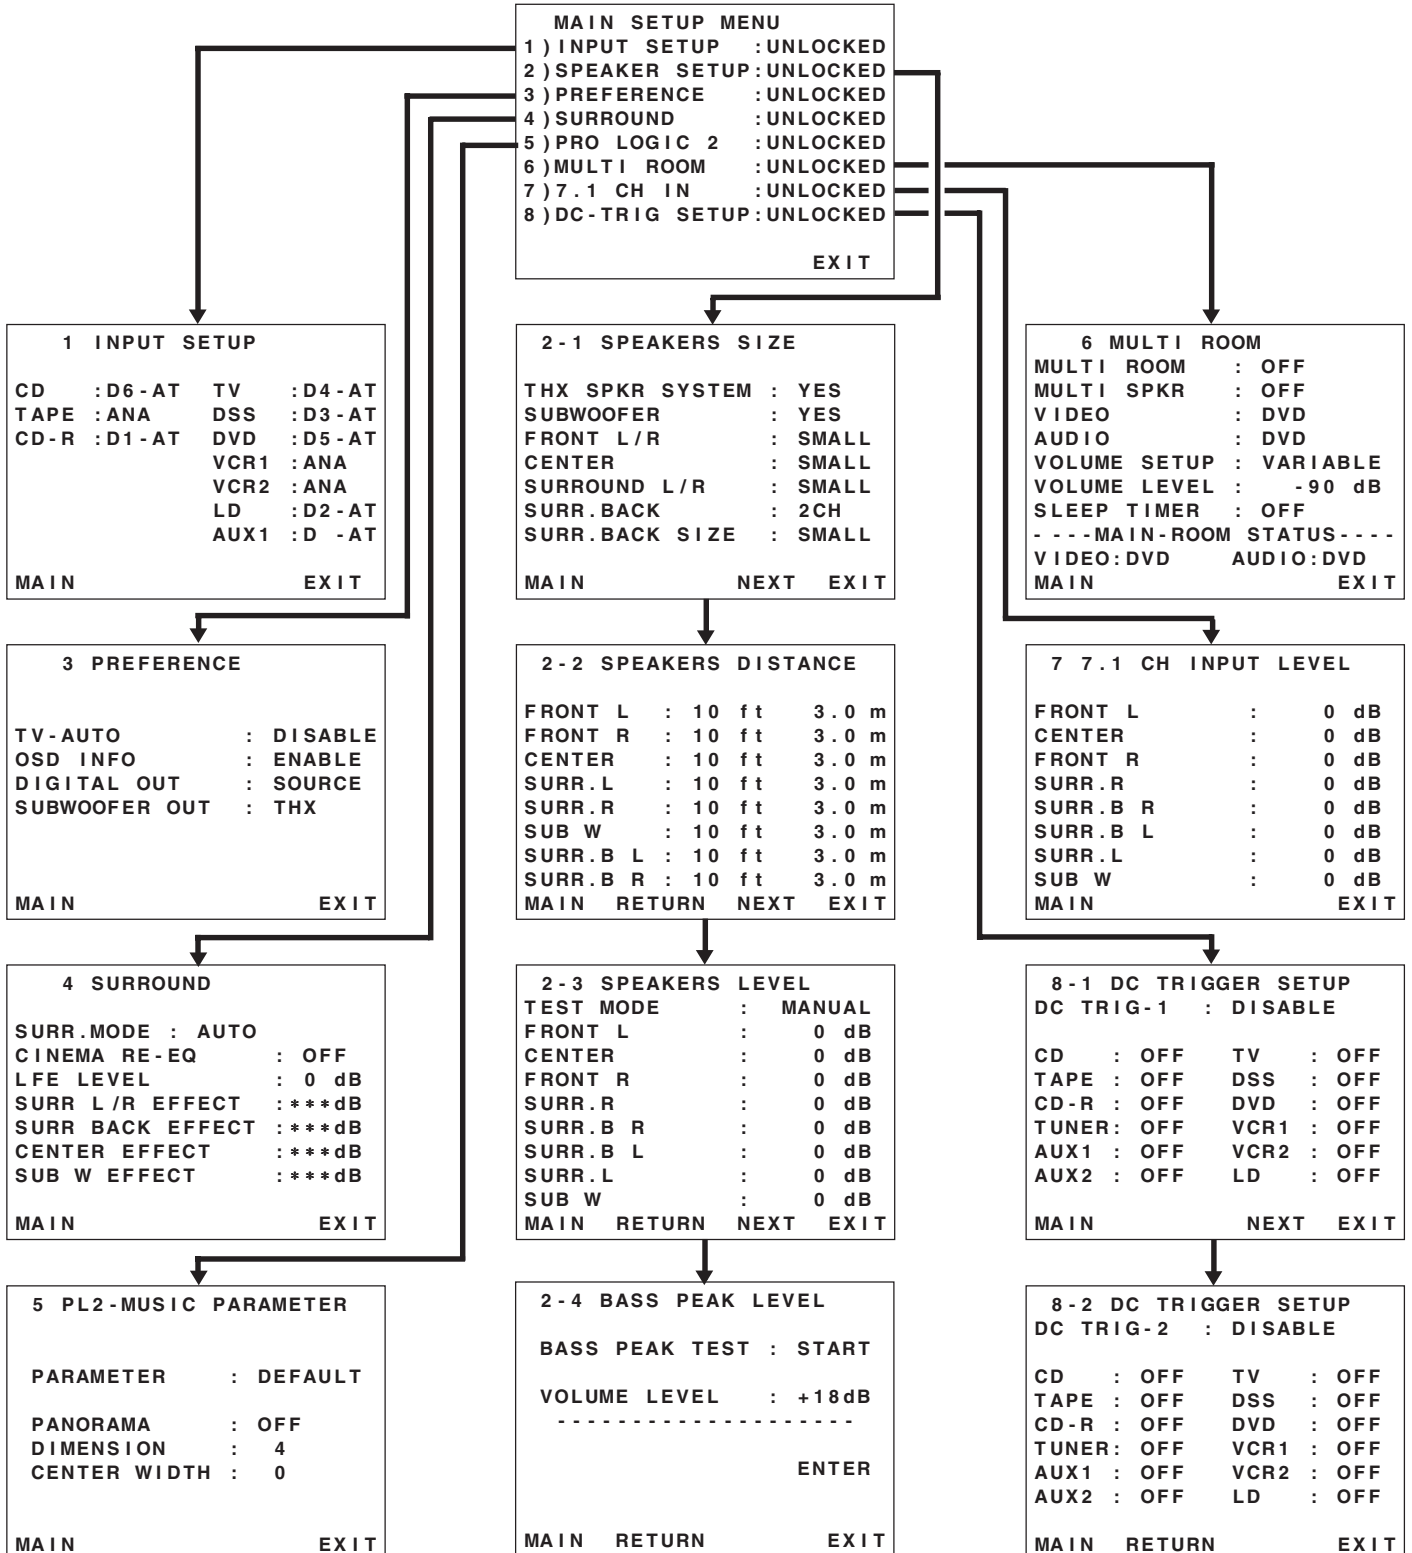 MAIN SETUP MENU
1)INPUT SETUP :UNLOCKED
2)SPEAKER SETUP:UNLOCKED
3)PREFERENCE :UNLOCKED
4)SURROUND :UNLOCKED
5)PRO LOGIC 2 :UNLOCKED
6)MULTI ROOM :UNLOCKED
7)7.1 CH IN :UNLOCKED
8)DC-TRIG SETUP:UNLOCKED
EXIT
1 INPUT SETUP
CD :D6-AT TV :D4-AT
TAPE :ANA DSS :D3-AT
CD-R :D1-AT DVD :D5-AT
VCR1 :ANA
VCR2 :ANA
LD :D2-AT
AUX1 :D -AT
MAIN EXIT
2-1 SPEAKERS SIZE
THX SPKR SYSTEM : YES
SUBWOOFER : YES
FRONT L/R : SMALL
CENTER : SMALL
SURROUND L/R : SMALL
SURR.BACK : 2CH
SURR.BACK SIZE : SMALL
MAIN NEXT EXIT
6 MULTI ROOM
MULTI ROOM : OFF
MULTI SPKR : OFF
VIDEO : DVD
AUDIO : DVD
VOLUME SETUP : VARIABLE
VOLUME LEVEL : -90 dB
SLEEP TIMER : OFF
----MAIN-ROOM STATUS----
VIDEO:DVD AUDIO:DVD
MAIN EXIT
3 PREFERENCE
TV-AUTO : DISABLE
OSD INFO : ENABLE
DIGITAL OUT : SOURCE
SUBWOOFER OUT : THX
MAIN EXIT
2-2 SPEAKERS DISTANCE
FRONT L : 10 ft 3.0 m
FRONT R : 10 ft 3.0 m
CENTER : 10 ft 3.0 m
SURR.L : 10 ft 3.0 m
SURR.R : 10 ft 3.0 m
SUB W : 10 ft 3.0 m
SURR.B L : 10 ft 3.0 m
SURR.B R : 10 ft 3.0 m
MAIN RETURN NEXT EXIT
7 7.1 CH INPUT LEVEL
FRONT L : 0 dB
CENTER : 0 dB
FRONT R : 0 dB
SURR.R : 0 dB
SURR.B R : 0 dB
SURR.B L : 0 dB
SURR.L : 0 dB
SUB W : 0 dB
MAIN EXIT
4 SURROUND
SURR.MODE : AUTO
CINEMA RE-EQ : OFF
LFE LEVEL : 0 dB
SURR L/R EFFECT :***dB
SURR BACK EFFECT :***dB
CENTER EFFECT :***dB
SUB W EFFECT :***dB
MAIN EXIT
2-3 SPEAKERS LEVEL
TEST MODE : MANUAL
FRONT L : 0 dB
CENTER : 0 dB
FRONT R : 0 dB
SURR.R : 0 dB
SURR.B R : 0 dB
SURR.B L : 0 dB
SURR.L : 0 dB
SUB W : 0 dB
MAIN RETURN NEXT EXIT
8-1 DC TRIGGER SETUP
DC TRIG-1 : DISABLE
CD : OFF TV : OFF
TAPE : OFF DSS : OFF
CD-R : OFF DVD : OFF
TUNER: OFF VCR1 : OFF
AUX1 : OFF VCR2 : OFF
AUX2 : OFF LD : OFF
MAIN NEXT EXIT
5 PL2-MUSIC PARAMETER
PARAMETER : DEFAULT
PANORAMA : OFF
DIMENSION : 4
CENTER WIDTH : 0
MAIN EXIT
2-4 BASS PEAK LEVEL
BASS PEAK TEST : START
VOLUME LEVEL : +18dB
--------------------
ENTER
MAIN RETURN EXIT
8-2 DC TRIGGER SETUP
DC TRIG-2 : DISABLE
CD : OFF TV : OFF
TAPE : OFF DSS : OFF
CD-R : OFF DVD : OFF
TUNER: OFF VCR1 : OFF
AUX1 : OFF VCR2 : OFF
AUX2 : OFF LD : OFF
MAIN RETURN EXIT